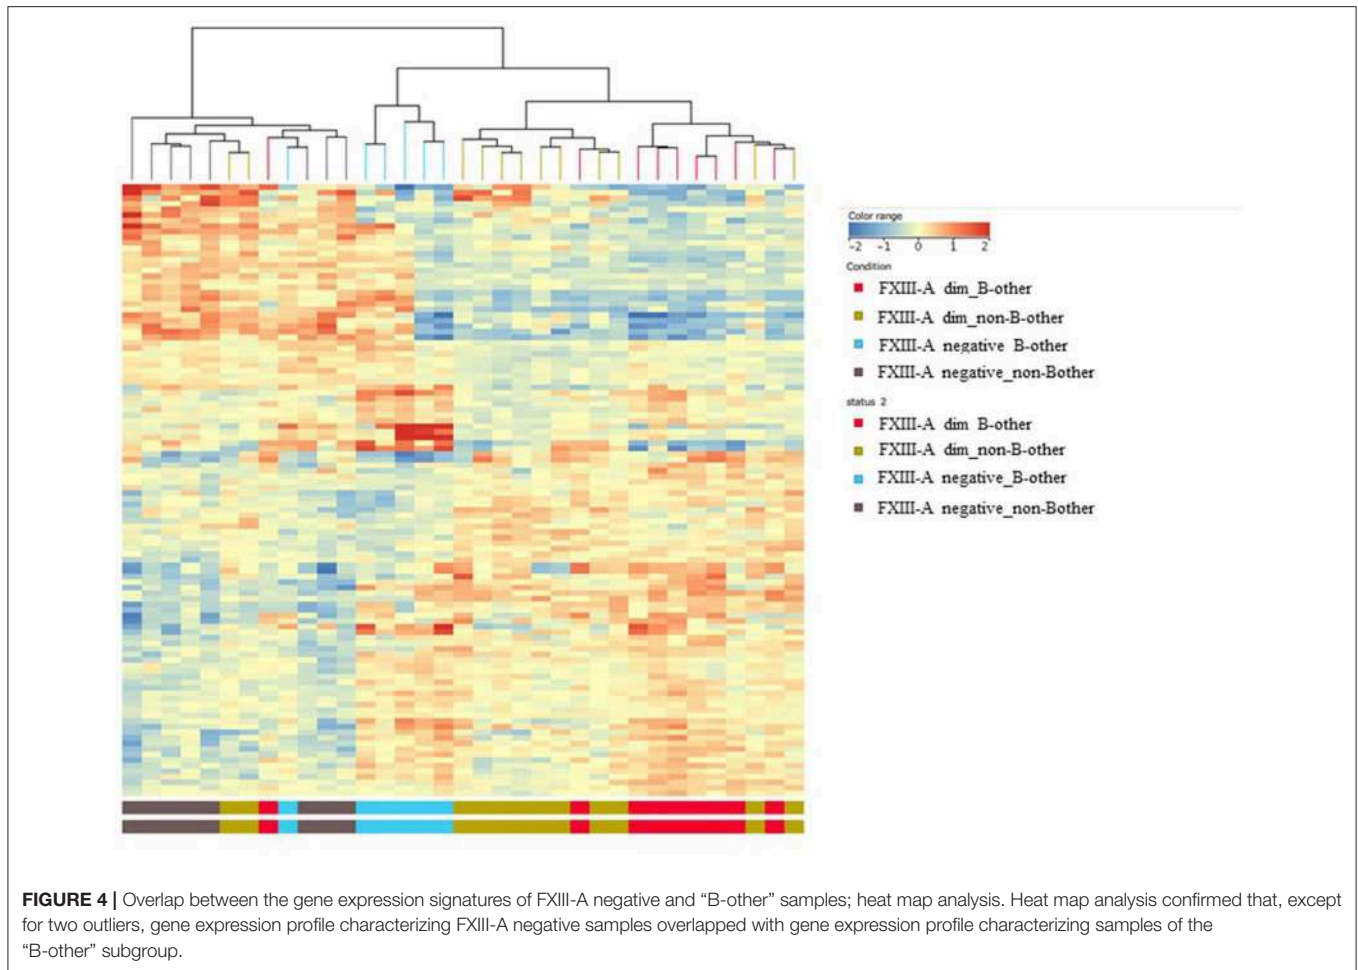 Color range
-2 -1 0 1 2
Condition
FXIII-A dim_B-other
FXIII-A dim_non-B-other
FXIII-A negative B-other
FXIII-A negative_non-Bother
status 2
FXIII-A dim B-other
FXIII-A dim_non-B-other
FXIII-A negative_B-other
FXIII-A negative_non-Bother
FIGURE 4 | Overlap between the gene expression signatures of FXIII-A negative and “B-other” samples; heat map analysis. Heat map analysis confirmed that, except
for two outliers, gene expression profile characterizing FXIII-A negative samples overlapped with gene expression profile characterizing samples of the
“B-other” subgroup.